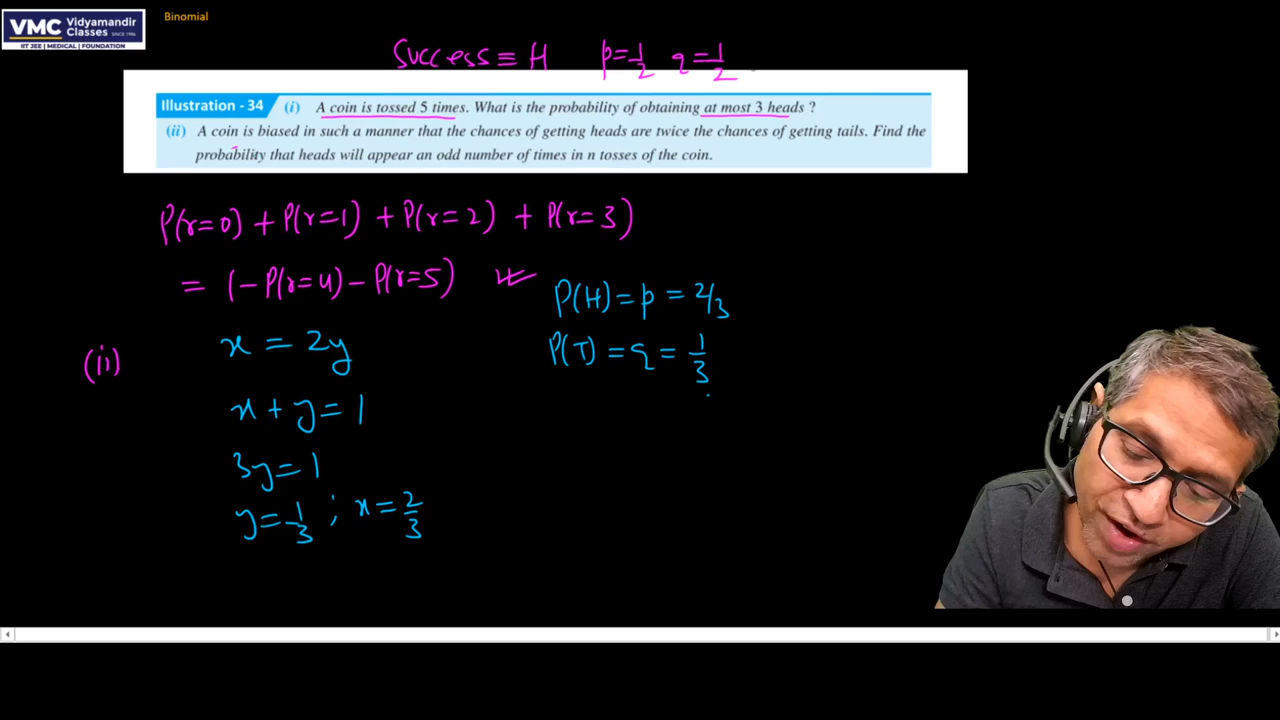 VMC Vidyamandir Classes SINCE 1986
IIT JEE | MEDICAL | FOUNDATION
Binomial
Success ≡ H p=1/2 q=1/2
Illustration - 34 (i) A coin is tossed 5 times. What is the probability of obtaining at most 3 heads ?
(ii) A coin is biased in such a manner that the chances of getting heads are twice the chances of getting tails. Find the
probability that heads will appear an odd number of times in n tosses of the coin.
P(r=0) + P(r=1) + P(r=2) + P(r=3)
= 1 - P(r=4) - P(r=5)
P(H) = p = 2/3
P(T) = q = 1/3
(ii) x = 2y
x + y = 1
3y = 1
y = 1/3 ; x = 2/3